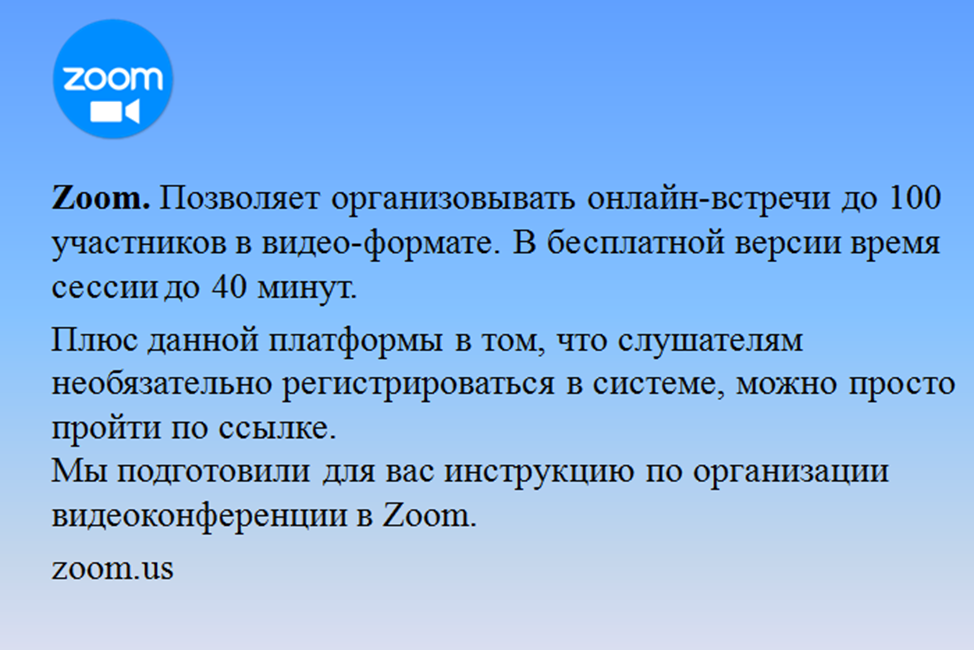 zoom
Zoom. Позволяет организовывать онлайн-встречи до 100
участников в видео-формате. В бесплатной версии время
сессии до 40 минут.
Плюс данной платформы в том, что слушателям
необязательно регистрироваться в системе, можно просто
пройти по ссылке.
Мы подготовили для вас инструкцию по организации
видеоконференции в Zoom.
zoom.us